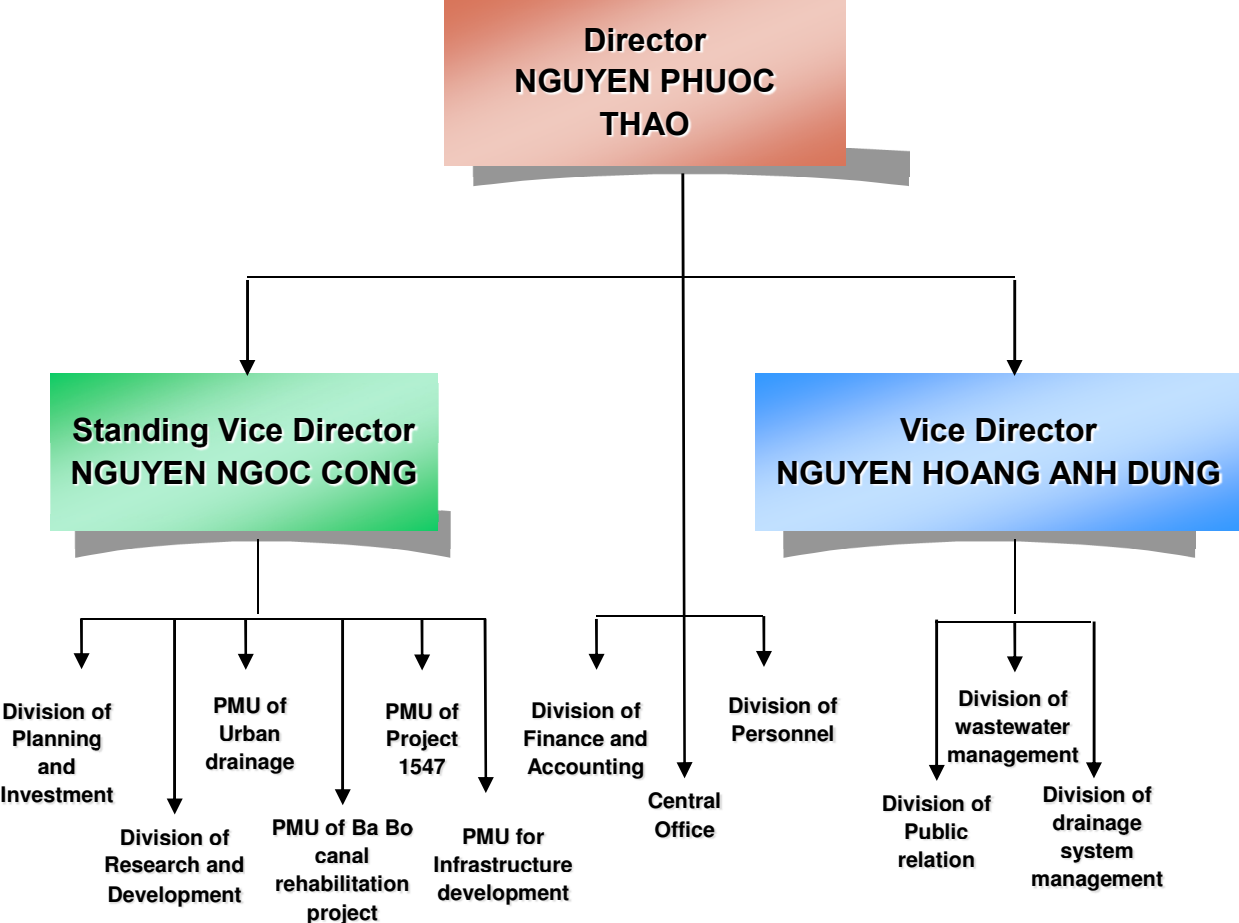 Director
NGUYEN PHUOC
THAO
Standing Vice Director
NGUYEN NGOC CONG
Vice Director
NGUYEN HOANG ANH DUNG
Division of
Planning
and
Investment
Division of
Research and
Development
PMU of
Urban
drainage
PMU of Ba Bo
canal
rehabilitation
project
PMU of
Project
1547
PMU for
Infrastructure
development
Division of
Finance and
Accounting
Central
Office
Division of
Personnel
Division of
Public
relation
Division of
wastewater
management
Division of
drainage
system
management